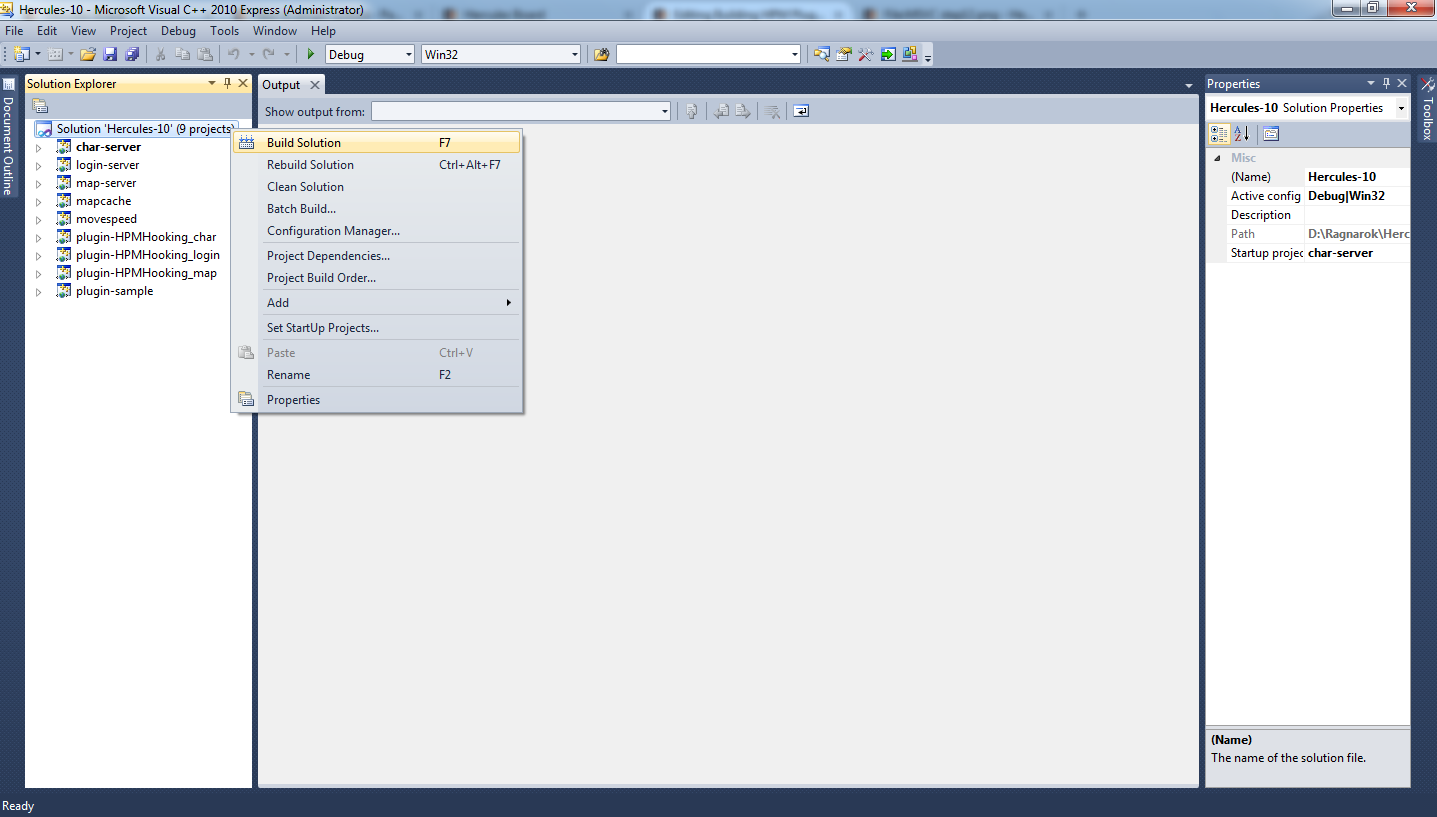 Hercules-10 - Microsoft Visual C++ 2010 Express (Administrator)
File Edit View Project Debug Tools Window Help
Debug Win32
Document Outline
Solution Explorer
Solution 'Hercules-10' (9 projects)
char-server
login-server
map-server
mapcache
movespeed
plugin-HPMHooking_char
plugin-HPMHooking_login
plugin-HPMHooking_map
plugin-sample
Output
Show output from:
Build Solution F7
Rebuild Solution Ctrl+Alt+F7
Clean Solution
Batch Build...
Configuration Manager...
Project Dependencies...
Project Build Order...
Add
Set StartUp Projects...
Paste Ctrl+V
Rename F2
Properties
Properties
Hercules-10 Solution Properties
Misc
(Name) Hercules-10
Active config Debug|Win32
Description
Path D:\Ragnarok\Herc
Startup projec char-server
(Name)
The name of the solution file.
Toolbox
Ready